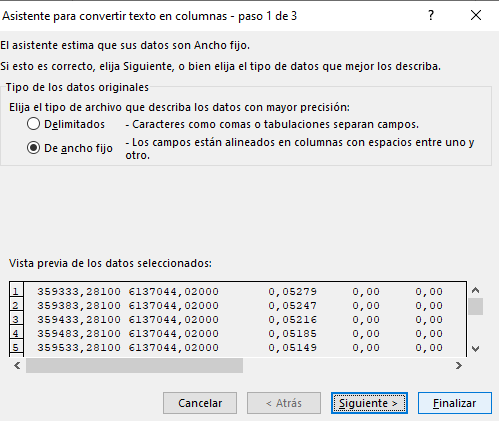 Asistente para convertir texto en columnas - paso 1 de 3 ? ×
El asistente estima que sus datos son Ancho fijo.
Si esto es correcto, elija Siguiente, o bien elija el tipo de datos que mejor los describa.
Tipo de los datos originales
Elija el tipo de archivo que describa los datos con mayor precisión:
Delimitados - Caracteres como comas o tabulaciones separan campos.
De ancho fijo - Los campos están alineados en columnas con espacios entre uno y
otro.
Vista previa de los datos seleccionados:
1 359333,28100 6137044,02000 0,05279 0,00 0,00
2 359383,28100 6137044,02000 0,05247 0,00 0,00
3 359433,28100 6137044,02000 0,05216 0,00 0,00
4 359483,28100 6137044,02000 0,05185 0,00 0,00
5 359533,28100 6137044,02000 0,05149 0,00 0,00
Cancelar < Atrás Siguiente > Finalizar